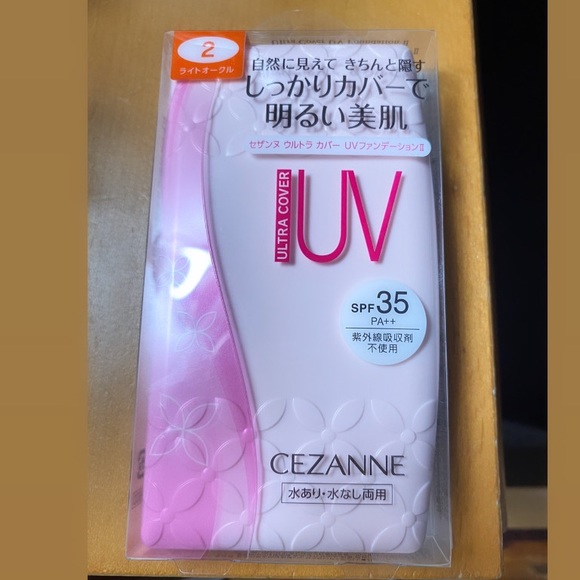 2
ライトオークル
自然に見えて きちんと隠す
しっかりカバーで
明るい美肌
セザンヌ ウルトラ カバー UVファンデーションⅡ
ULTRA COVER
UV
SPF35
PA++
紫外線吸収剤
不使用
CEZANNE
水あり・水なし両用